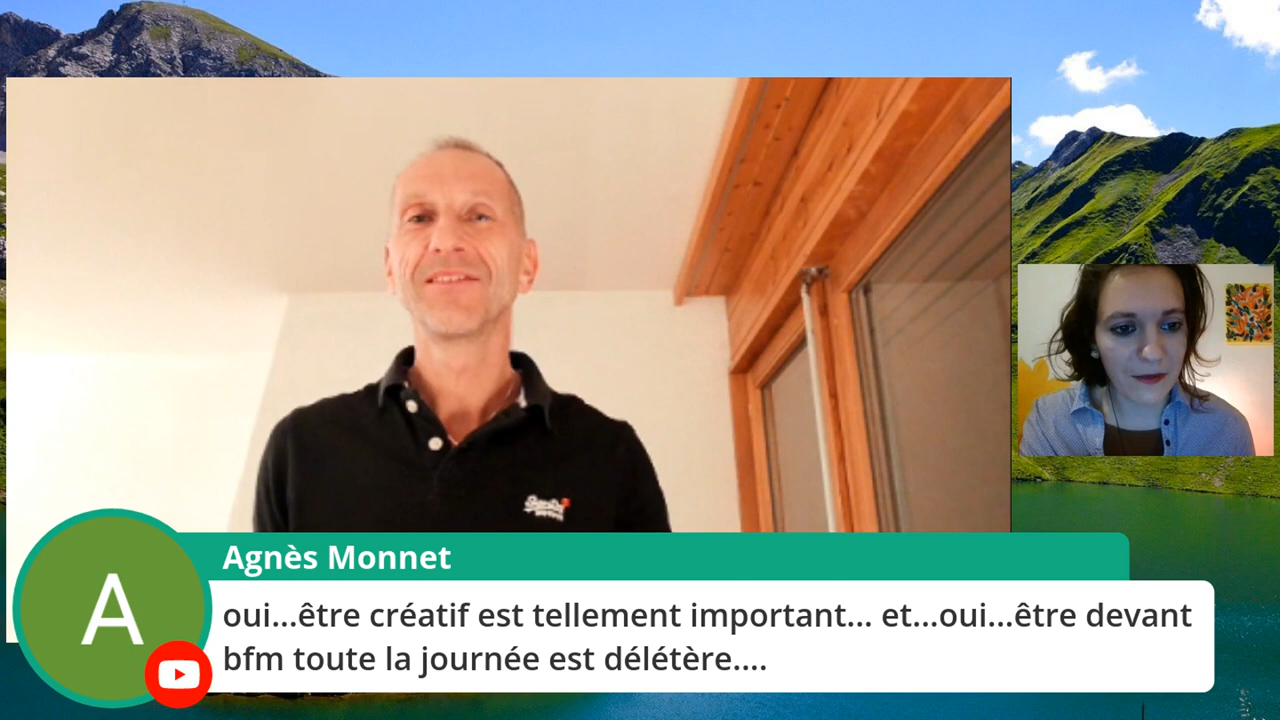 Agnès Monnet
A
oui...être créatif est tellement important... et...oui...être devant
bfm toute la journée est délétère....